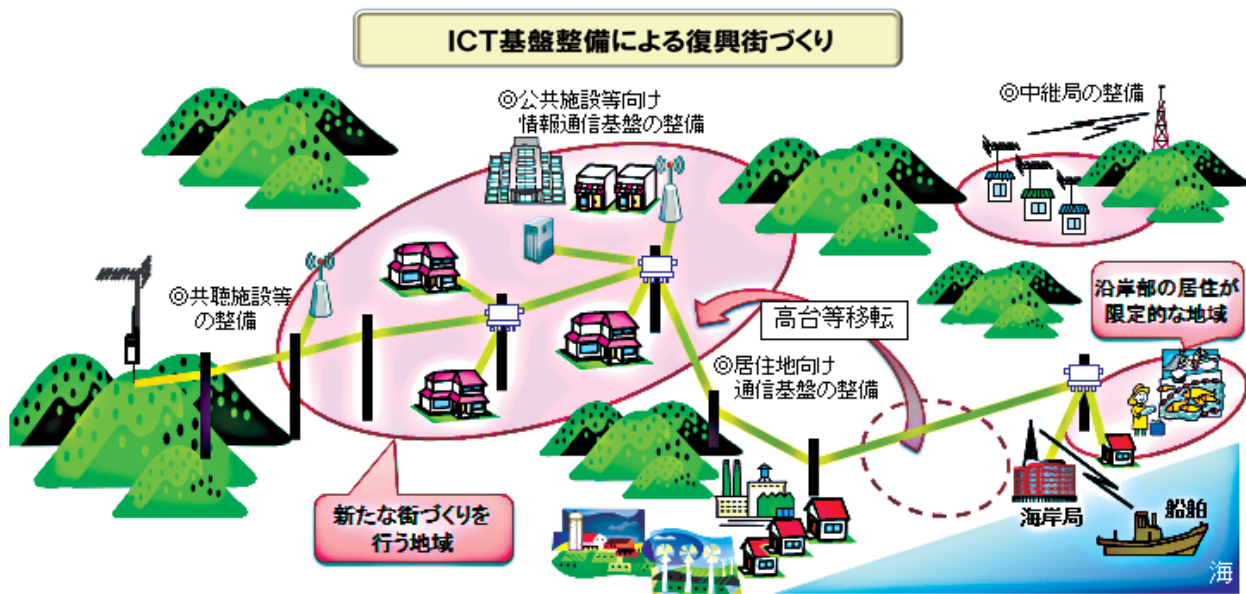 ICT基盤整備による復興街づくり
◎公共施設等向け
情報通信基盤の整備
◎中継局の整備
◎共聴施設等
の整備
沿岸部の居住が
限定的な地域
高台等移転
◎居住地向け
通信基盤の整備
新たな街づくりを
行う地域
海岸局
船舶
海